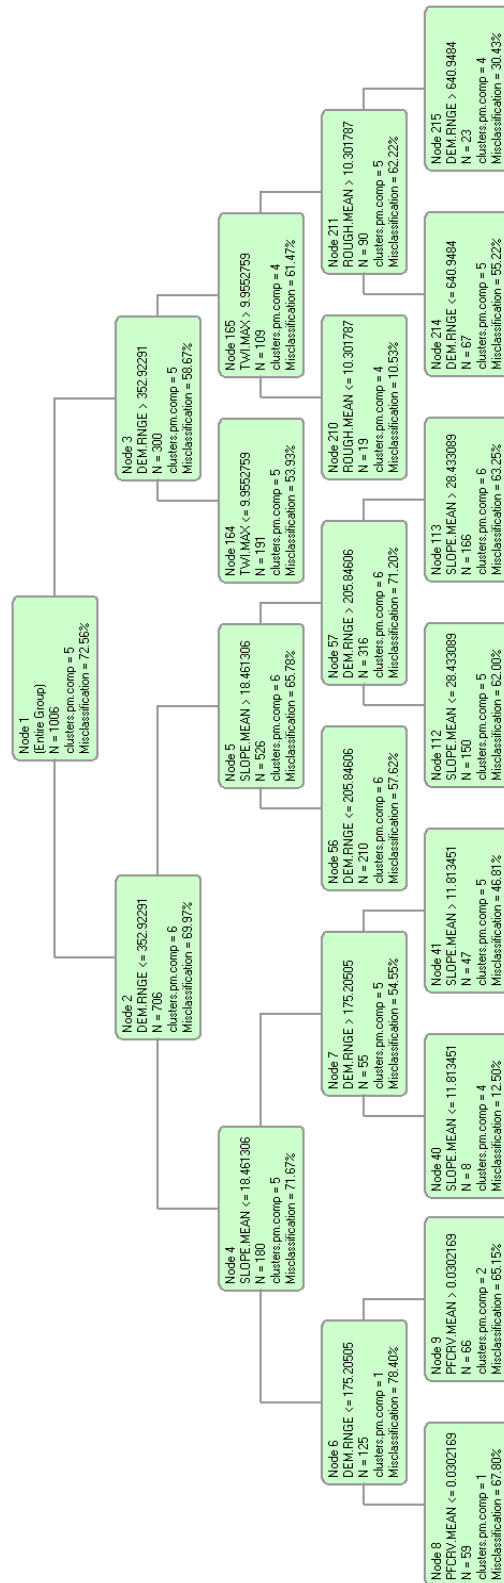 Node 1
(Entire Group)
N = 1006
clusters.pm.comp = 5
Misclassification = 72.56%
Node 2
DEM.RNGE <= 352.92291
N = 706
clusters.pm.comp = 6
Misclassification = 69.97%
Node 3
DEM.RNGE > 352.92291
N = 300
clusters.pm.comp = 5
Misclassification = 58.67%
Node 4
SLOPE.MEAN <= 18.461306
N = 180
clusters.pm.comp = 5
Misclassification = 71.67%
Node 5
SLOPE.MEAN > 18.461306
N = 526
clusters.pm.comp = 6
Misclassification = 65.78%
Node 164
TWI.MAX <= 9.9552759
N = 191
clusters.pm.comp = 5
Misclassification = 53.93%
Node 165
TWI.MAX > 9.9552759
N = 109
clusters.pm.comp = 4
Misclassification = 61.47%
Node 6
DEM.RNGE <= 175.20505
N = 125
clusters.pm.comp = 1
Misclassification = 78.40%
Node 7
DEM.RNGE > 175.20505
N = 55
clusters.pm.comp = 5
Misclassification = 54.55%
Node 56
DEM.RNGE <= 205.84606
N = 210
clusters.pm.comp = 6
Misclassification = 57.62%
Node 57
DEM.RNGE > 205.84606
N = 316
clusters.pm.comp = 6
Misclassification = 71.20%
Node 210
ROUGH.MEAN <= 10.301787
N = 19
clusters.pm.comp = 4
Misclassification = 10.53%
Node 211
ROUGH.MEAN > 10.301787
N = 90
clusters.pm.comp = 5
Misclassification = 62.22%
Node 8
PFCRV.MEAN <= 0.0302169
N = 59
clusters.pm.comp = 1
Misclassification = 67.80%
Node 9
PFCRV.MEAN > 0.0302169
N = 66
clusters.pm.comp = 2
Misclassification = 65.15%
Node 40
SLOPE.MEAN <= 11.813451
N = 8
clusters.pm.comp = 4
Misclassification = 12.50%
Node 41
SLOPE.MEAN > 11.813451
N = 47
clusters.pm.comp = 5
Misclassification = 46.81%
Node 112
SLOPE.MEAN <= 28.433089
N = 150
clusters.pm.comp = 5
Misclassification = 62.00%
Node 113
SLOPE.MEAN > 28.433089
N = 166
clusters.pm.comp = 6
Misclassification = 63.25%
Node 214
DEM.RNGE <= 640.9484
N = 67
clusters.pm.comp = 5
Misclassification = 55.22%
Node 215
DEM.RNGE > 640.9484
N = 23
clusters.pm.comp = 4
Misclassification = 30.43%